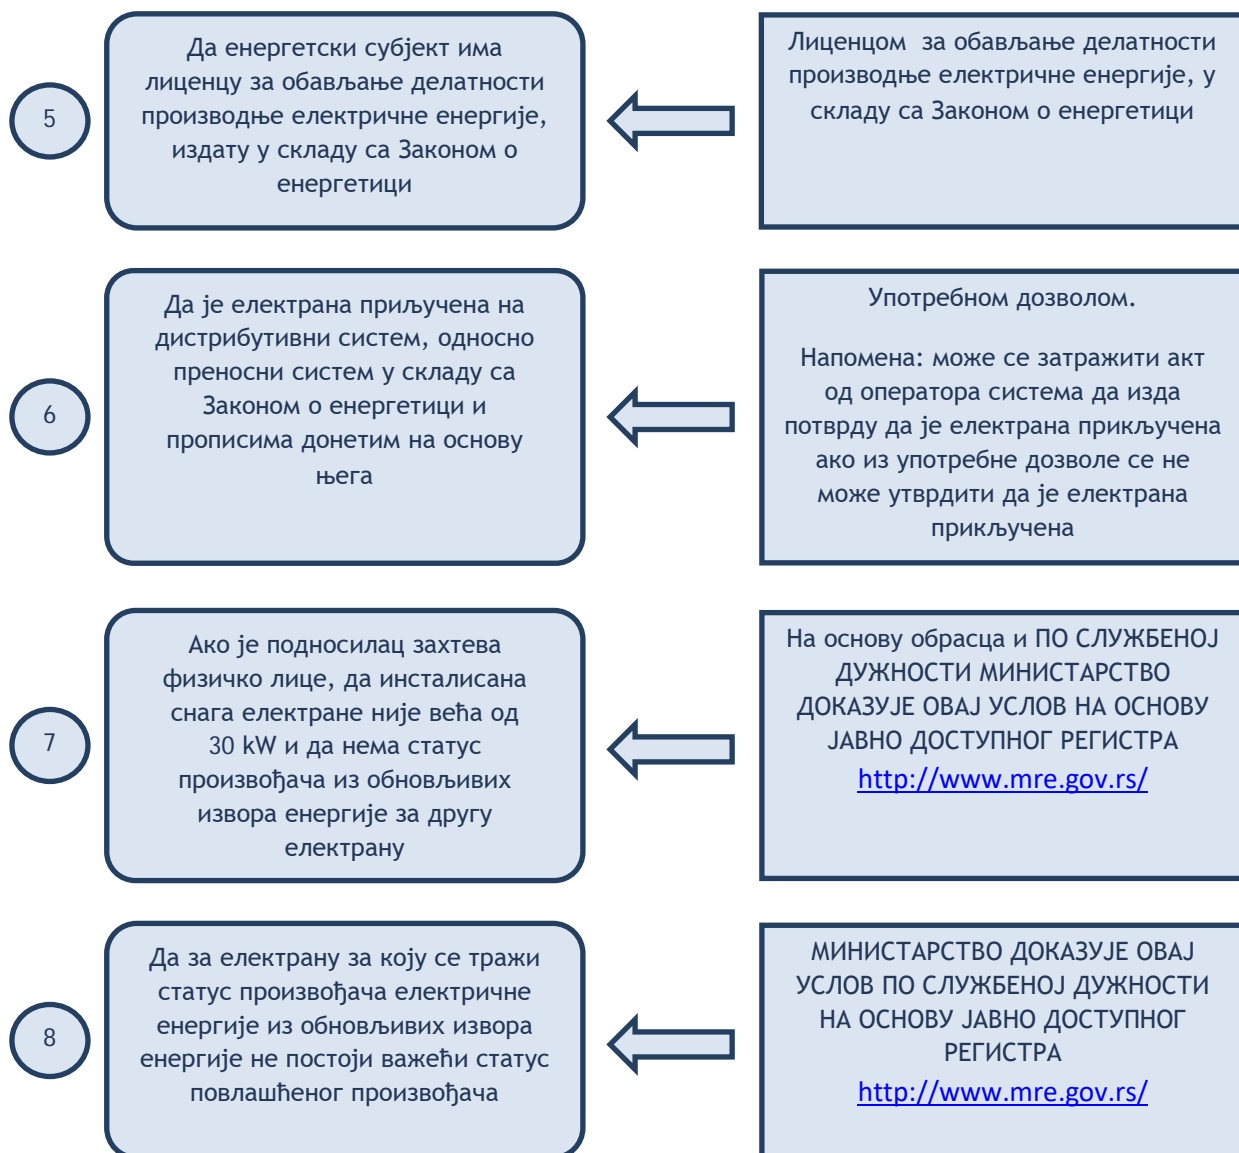 5
Да енергетски субјект има
лиценцу за обављање делатности
производње електричне енергије,
издату у складу са Законом о
енергетици
Лиценцом за обављање делатности
производње електричне енергије, у
складу са Законом о енергетици
6
Да је електрана приључена на
дистрибутивни систем, односно
преносни систем у складу са
Законом о енергетици и
прописима донетим на основу
њега
Употребном дозволом.
Напомена: може се затражити акт
од оператора система да изда
потврду да је електрана прикључена
ако из употребне дозволе се не
може утврдити да је електрана
прикључена
7
Ако је подносилац захтева
физичко лице, да инсталисана
снага електране није већа од
30 kW и да нема статус
произвођача из обновљивих
извора енергије за другу
електрану
На основу обрасца и ПО СЛУЖБЕНОЈ
ДУЖНОСТИ МИНИСТАРСТВО
ДОКАЗУЈЕ ОВАЈ УСЛОВ НА ОСНОВУ
ЈАВНО ДОСТУПНОГ РЕГИСТРА
http://www.mre.gov.rs/
8
Да за електрану за коју се тражи
статус произвођача електричне
енергије из обновљивих извора
енергије не постоји важећи статус
повлашћеног произвођача
МИНИСТАРСТВО ДОКАЗУЈЕ ОВАЈ
УСЛОВ ПО СЛУЖБЕНОЈ ДУЖНОСТИ
НА ОСНОВУ ЈАВНО ДОСТУПНОГ
РЕГИСТРА
http://www.mre.gov.rs/